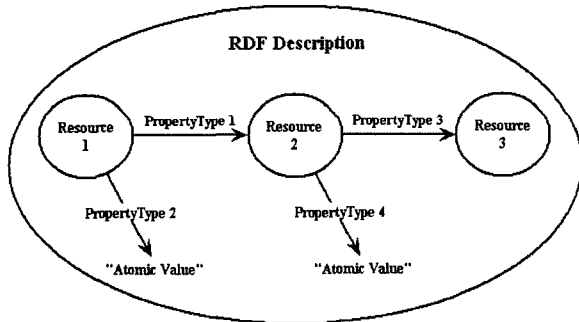 RDF Description
Resource
1
PropertyType 1
Resource
2
PropertyType 3
Resource
3
PropertyType 2
PropertyType 4
"Atomic Value"
"Atomic Value"